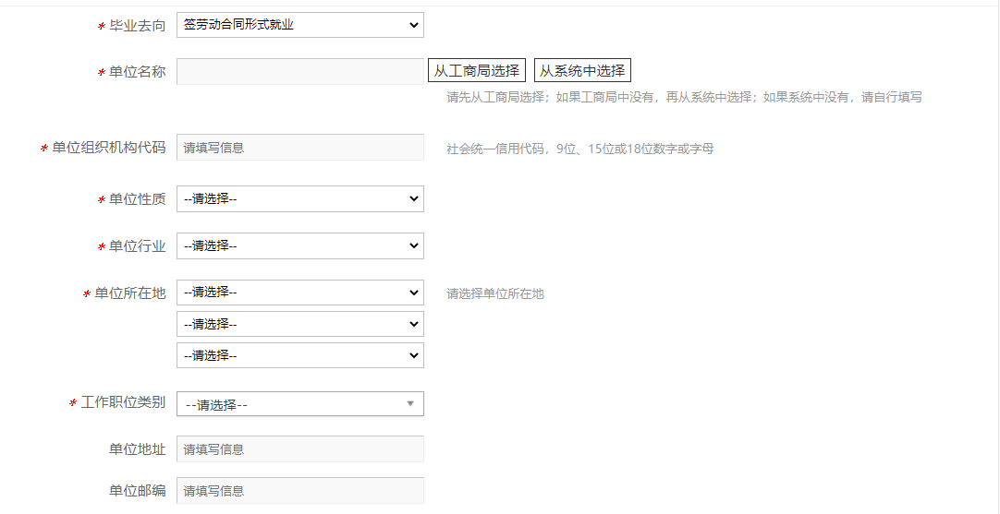 * 毕业去向 签劳动合同形式就业
* 单位名称 从工商局选择 从系统中选择
请先从工商局选择；如果工商局中没有，再从系统中选择；如果系统中没有，请自行填写
* 单位组织机构代码 请填写信息 社会统一信用代码，9位、15位或18位数字或字母
* 单位性质 --请选择--
* 单位行业 --请选择--
* 单位所在地 --请选择-- 请选择单位所在地
--请选择--
--请选择--
* 工作职位类别 --请选择--
单位地址 请填写信息
单位邮编 请填写信息